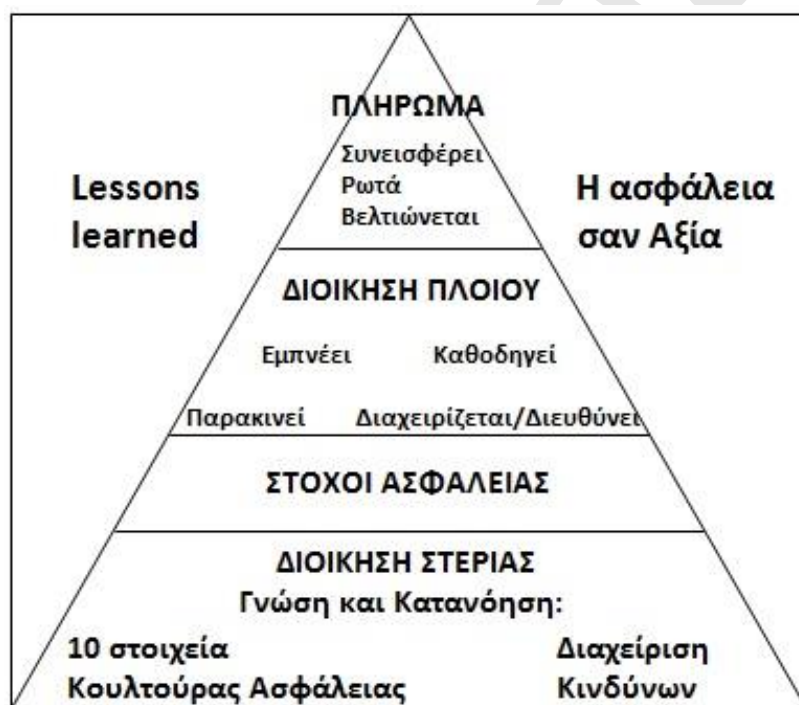 ΠΛΗΡΩΜΑ
Συνεισφέρει
Ρωτά
Βελτιώνεται
Lessons
learned
Η ασφάλεια
σαν Αξία
ΔΙΟΙΚΗΣΗ ΠΛΟΙΟΥ
Εμπνέει Καθοδηγεί
Παρακινεί Διαχειρίζεται/Διευθύνει
ΣΤΟΧΟΙ ΑΣΦΑΛΕΙΑΣ
ΔΙΟΙΚΗΣΗ ΣΤΕΡΙΑΣ
Γνώση και Κατανόηση:
10 στοιχεία
Κουλτούρας Ασφάλειας
Διαχείριση
Κινδύνων